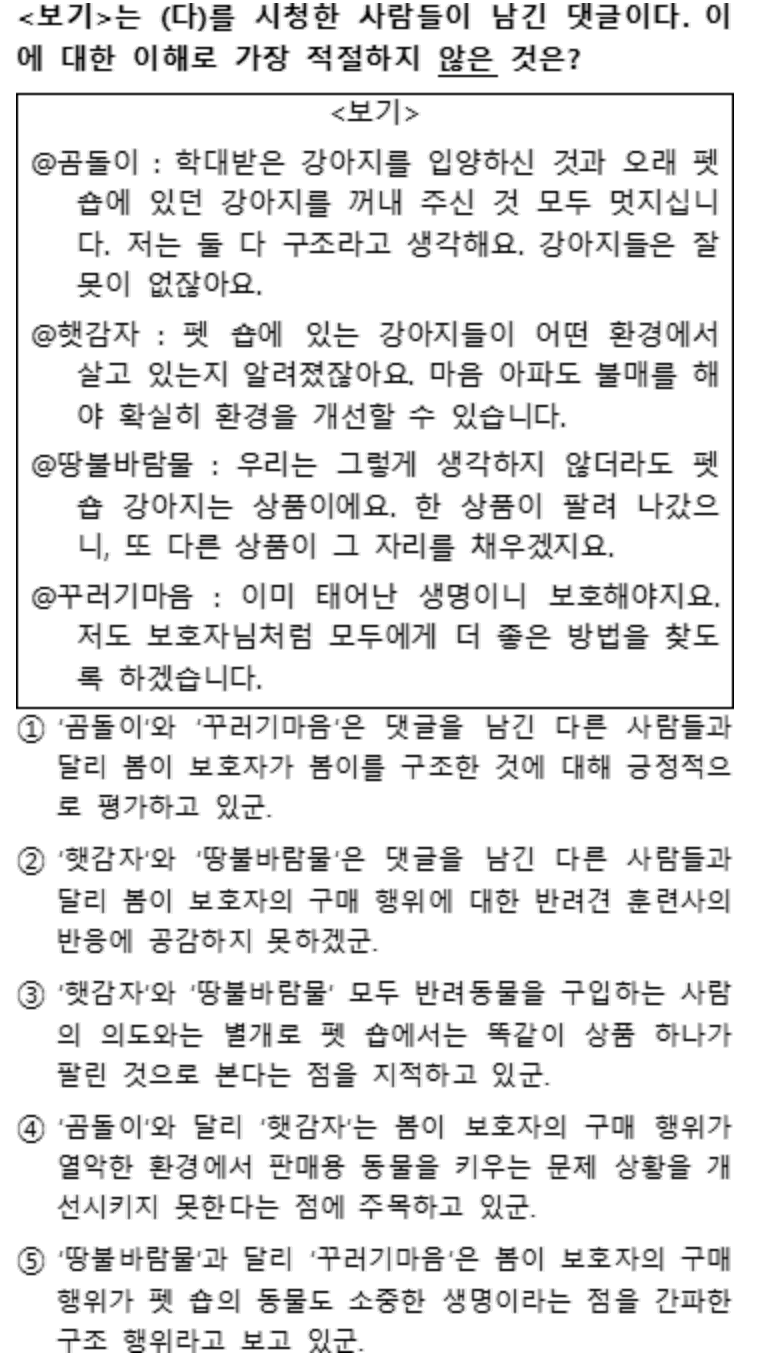 <보기>는 (다)를 시청한 사람들이 남긴 댓글이다. 이
에 대한 이해로 가장 적절하지 않은 것은?
<보기>
@곰돌이 : 학대받은 강아지를 입양하신 것과 오래 펫
숍에 있던 강아지를 꺼내 주신 것 모두 멋지십니
다. 저는 둘 다 구조라고 생각해요. 강아지들은 잘
못이 없잖아요.
@햇감자 : 펫 숍에 있는 강아지들이 어떤 환경에서
살고 있는지 알려졌잖아요. 마음 아파도 불매를 해
야 확실히 환경을 개선할 수 있습니다.
@땅불바람물 : 우리는 그렇게 생각하지 않더라도 펫
숍 강아지는 상품이에요. 한 상품이 팔려 나갔으
니, 또 다른 상품이 그 자리를 채우겠지요.
@꾸러기마음 : 이미 태어난 생명이니 보호해야지요.
저도 보호자님처럼 모두에게 더 좋은 방법을 찾도
록 하겠습니다.
① ‘곰돌이’와 ‘꾸러기마음’은 댓글을 남긴 다른 사람들과
달리 봄이 보호자가 봄이를 구조한 것에 대해 긍정적으
로 평가하고 있군.
② ‘햇감자’와 ‘땅불바람물’은 댓글을 남긴 다른 사람들과
달리 봄이 보호자의 구매 행위에 대한 반려견 훈련사의
반응에 공감하지 못하겠군.
③ ‘햇감자’와 ‘땅불바람물’ 모두 반려동물을 구입하는 사람
의 의도와는 별개로 펫 숍에서는 똑같이 상품 하나가
팔린 것으로 본다는 점을 지적하고 있군.
④ ‘곰돌이’와 달리 ‘햇감자’는 봄이 보호자의 구매 행위가
열악한 환경에서 판매용 동물을 키우는 문제 상황을 개
선시키지 못한다는 점에 주목하고 있군.
⑤ ‘땅불바람물’과 달리 ‘꾸러기마음’은 봄이 보호자의 구매
행위가 펫 숍의 동물도 소중한 생명이라는 점을 간파한
구조 행위라고 보고 있군.